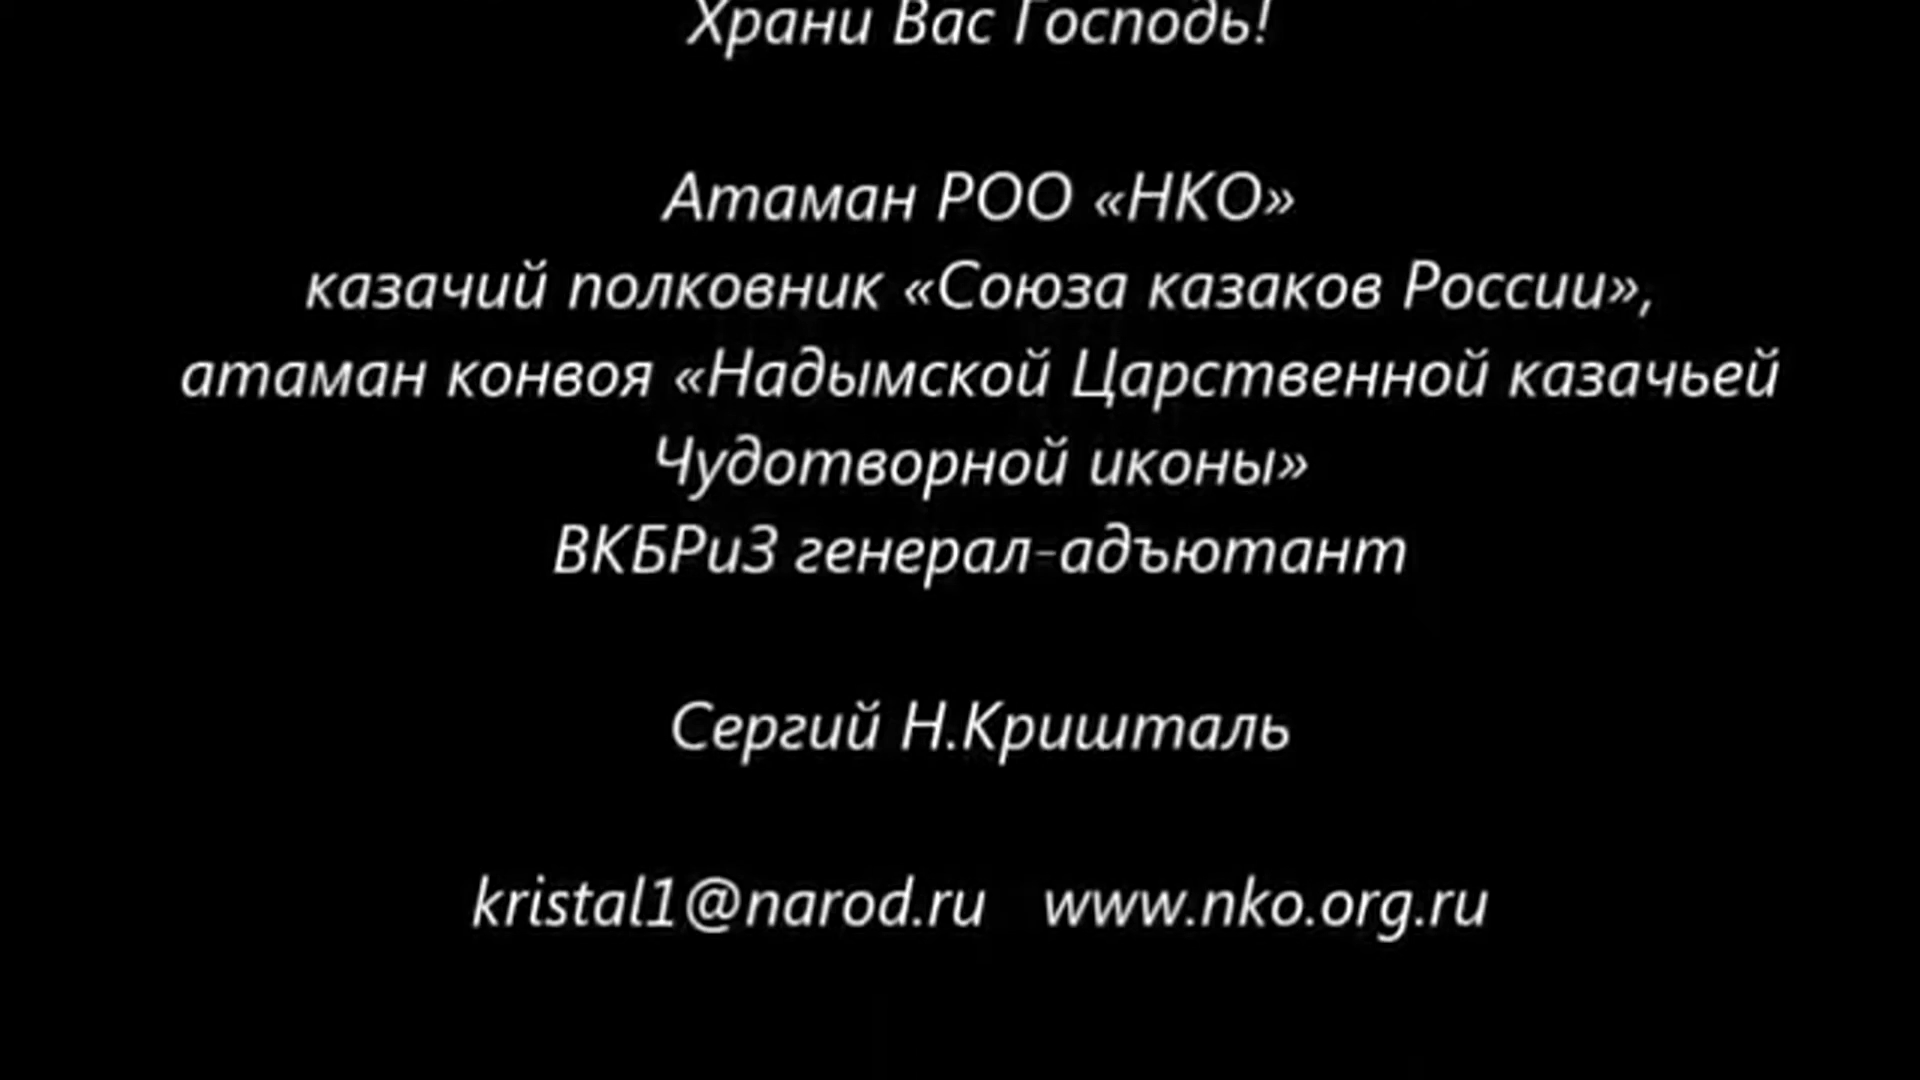 Храни Вас Господь!
Атаман РОО «НКО»
казачий полковник «Союза казаков России»,
атаман конвоя «Надымской Царственной казачьей
Чудотворной иконы»
ВКБРиЗ генерал-адъютант
Сергий Н.Кришталь
kristal1@narod.ru www.nko.org.ru